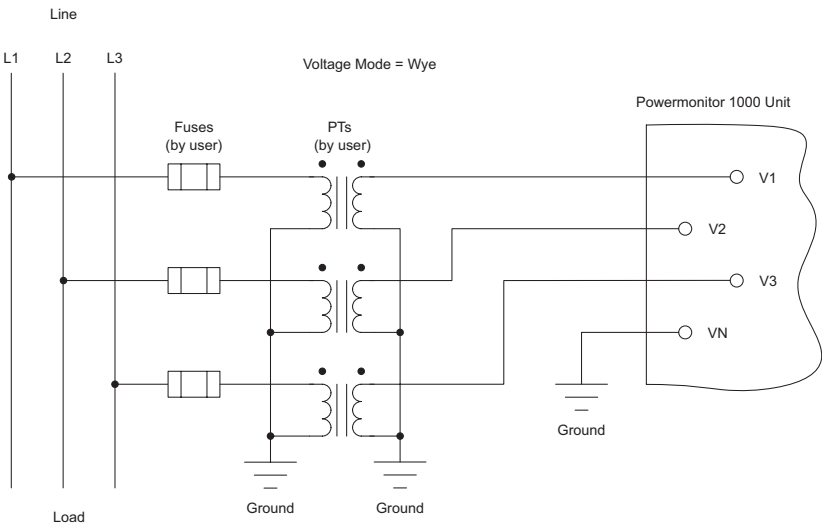 Line
L1
L2
L3
Voltage Mode = Wye
Powermonitor 1000 Unit
Fuses
(by user)
PTs
(by user)
V1
V2
V3
VN
Ground
Ground
Ground
Load